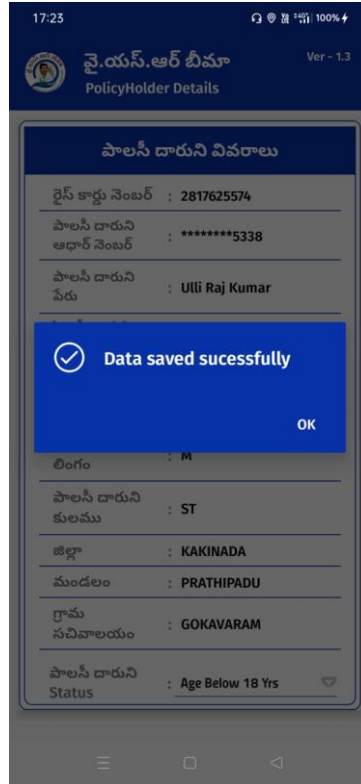 17:23
100%
వై.యస్.ఆర్ బీమా
Ver - 1.3
PolicyHolder Details
పాలసీ దారుని వివరాలు
రైస్ కార్డు నెంబర్ : 2817625574
పాలసీ దారుని
ఆధార్ నెంబర్ : ********5338
పాలసీ దారుని
పేరు : Ulli Raj Kumar
Data saved sucessfully
OK
లింగం : M
పాలసీ దారుని
కులము : ST
జిల్లా : KAKINADA
మండలం : PRATHIPADU
గ్రామ
సచివాలయం : GOKAVARAM
పాలసీ దారుని
Status : Age Below 18 Yrs